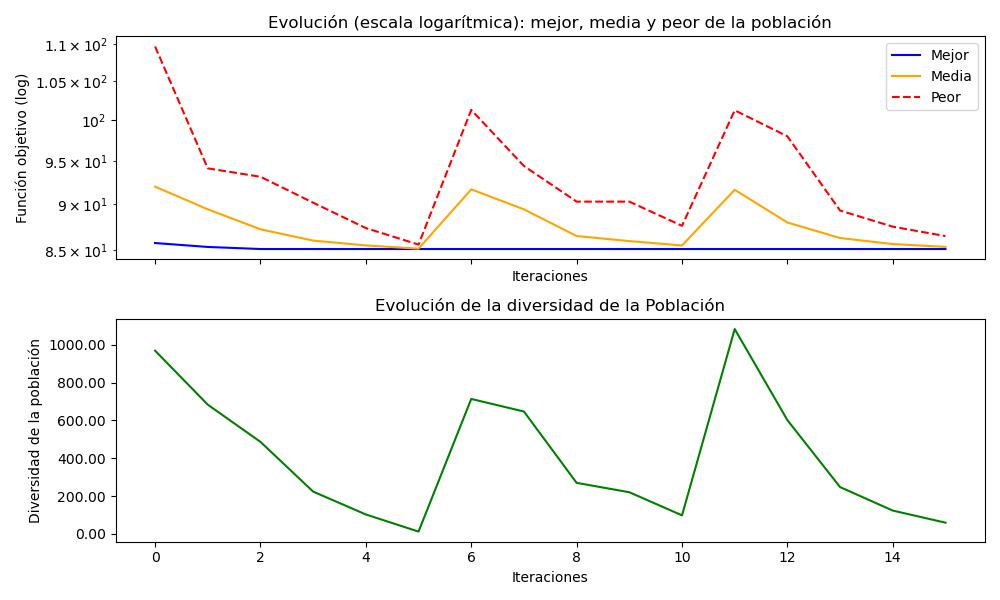 Evolución (escala logarítmica): mejor, media y peor de la población
Función objetivo (log)
1.1 × 10²
1.05 × 10²
10²
9.5 × 10¹
9 × 10¹
8.5 × 10¹
Mejor
Media
Peor
Iteraciones
Evolución de la diversidad de la Población
Diversidad de la población
1000.00
800.00
600.00
400.00
200.00
0.00
0 2 4 6 8 10 12 14
Iteraciones